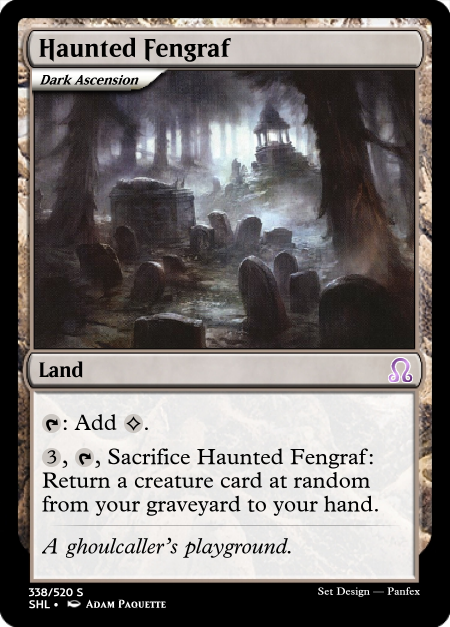 Haunted Fengraf
Dark Ascension
Land
: Add .
3, , Sacrifice Haunted Fengraf:
Return a creature card at random
from your graveyard to your hand.
A ghoulcaller's playground.
338/520 S
Set Design — Panfex
SHL • Adam Paquette